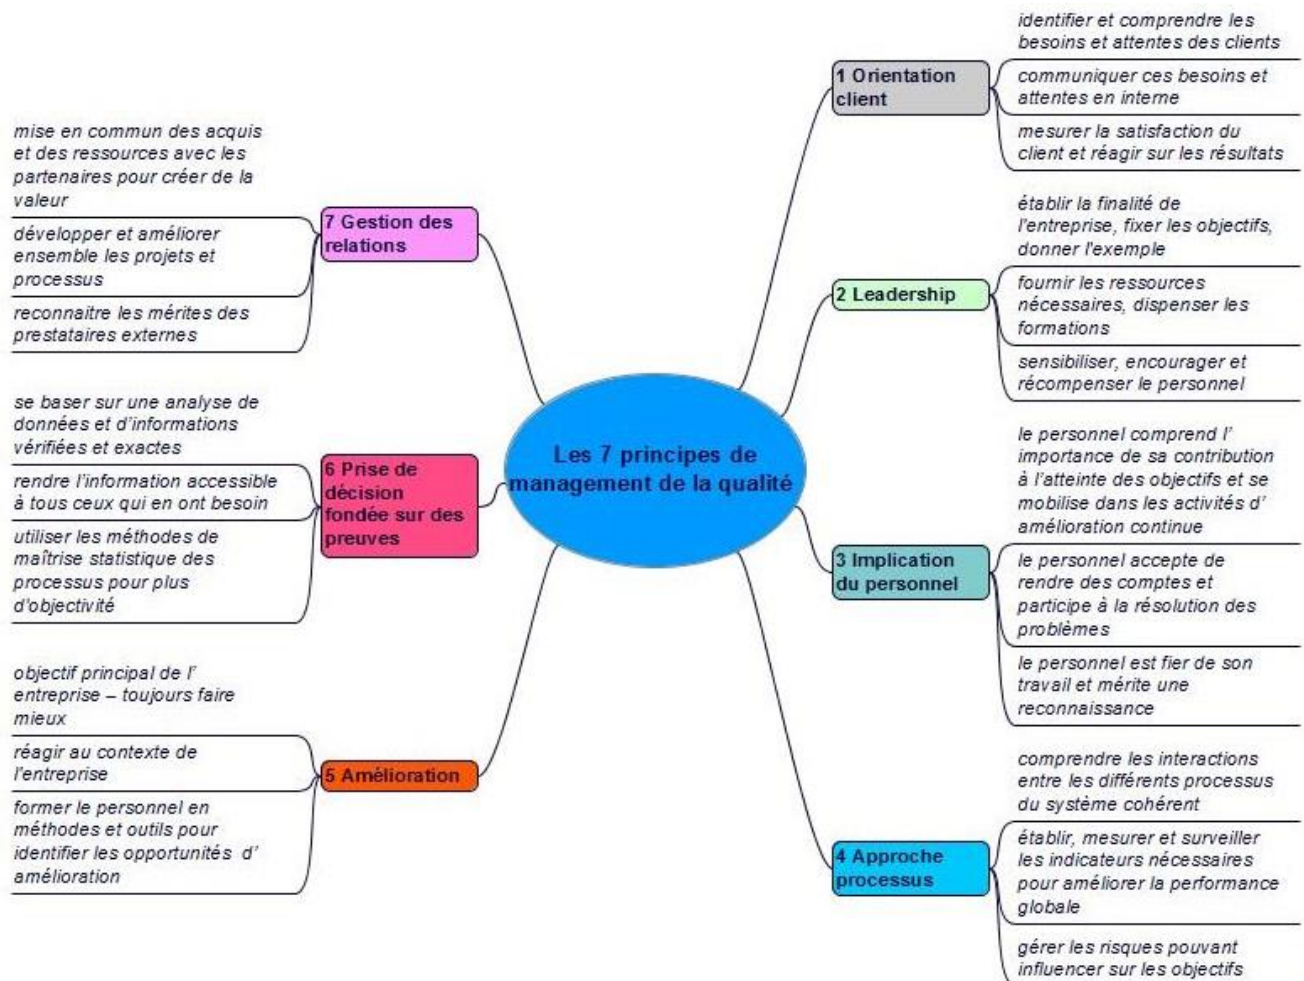 Les 7 principes de
management de la qualité
1 Orientation
client
identifier et comprendre les
besoins et attentes des clients
communiquer ces besoins et
attentes en interne
mesurer la satisfaction du
client et réagir sur les résultats
2 Leadership
établir la finalité de
l'entreprise, fixer les objectifs,
donner l'exemple
fournir les ressources
nécessaires, dispenser les
formations
sensibiliser, encourager et
récompenser le personnel
3 Implication
du personnel
le personnel comprend l’
importance de sa contribution
à l’atteinte des objectifs et se
mobilise dans les activités d’
amélioration continue
le personnel accepte de
rendre des comptes et
participe à la résolution des
problèmes
le personnel est fier de son
travail et mérite une
reconnaissance
4 Approche
processus
comprendre les interactions
entre les différents processus
du système cohérent
établir, mesurer et surveiller
les indicateurs nécessaires
pour améliorer la performance
globale
gérer les risques pouvant
influencer sur les objectifs
5 Amélioration
objectif principal de l’
entreprise – toujours faire
mieux
réagir au contexte de
l'entreprise
former le personnel en
méthodes et outils pour
identifier les opportunités d’
amélioration
6 Prise de
décision
fondée sur des
preuves
se baser sur une analyse de
données et d’informations
vérifiées et exactes
rendre l’information accessible
à tous ceux qui en ont besoin
utiliser les méthodes de
maîtrise statistique des
processus pour plus
d'objectivité
7 Gestion des
relations
mise en commun des acquis
et des ressources avec les
partenaires pour créer de la
valeur
développer et améliorer
ensemble les projets et
processus
reconnaitre les mérites des
prestataires externes